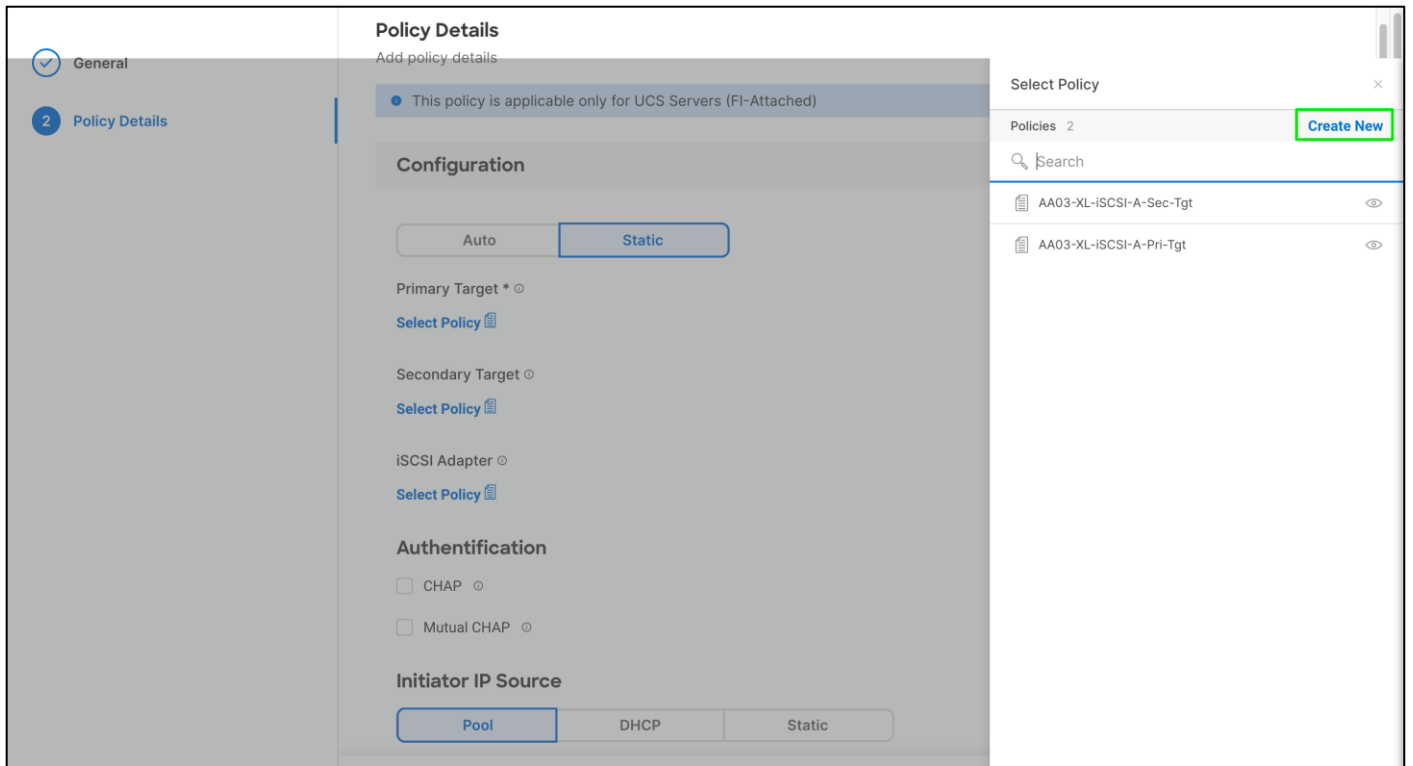 General
2 Policy Details
Policy Details
Add policy details
This policy is applicable only for UCS Servers (FI-Attached)
Configuration
Auto Static
Primary Target *
Select Policy
Secondary Target
Select Policy
iSCSI Adapter
Select Policy
Authentification
CHAP
Mutual CHAP
Initiator IP Source
Pool DHCP Static
Select Policy
Policies 2 Create New
Search
AA03-XL-iSCSI-A-Sec-Tgt
AA03-XL-iSCSI-A-Pri-Tgt